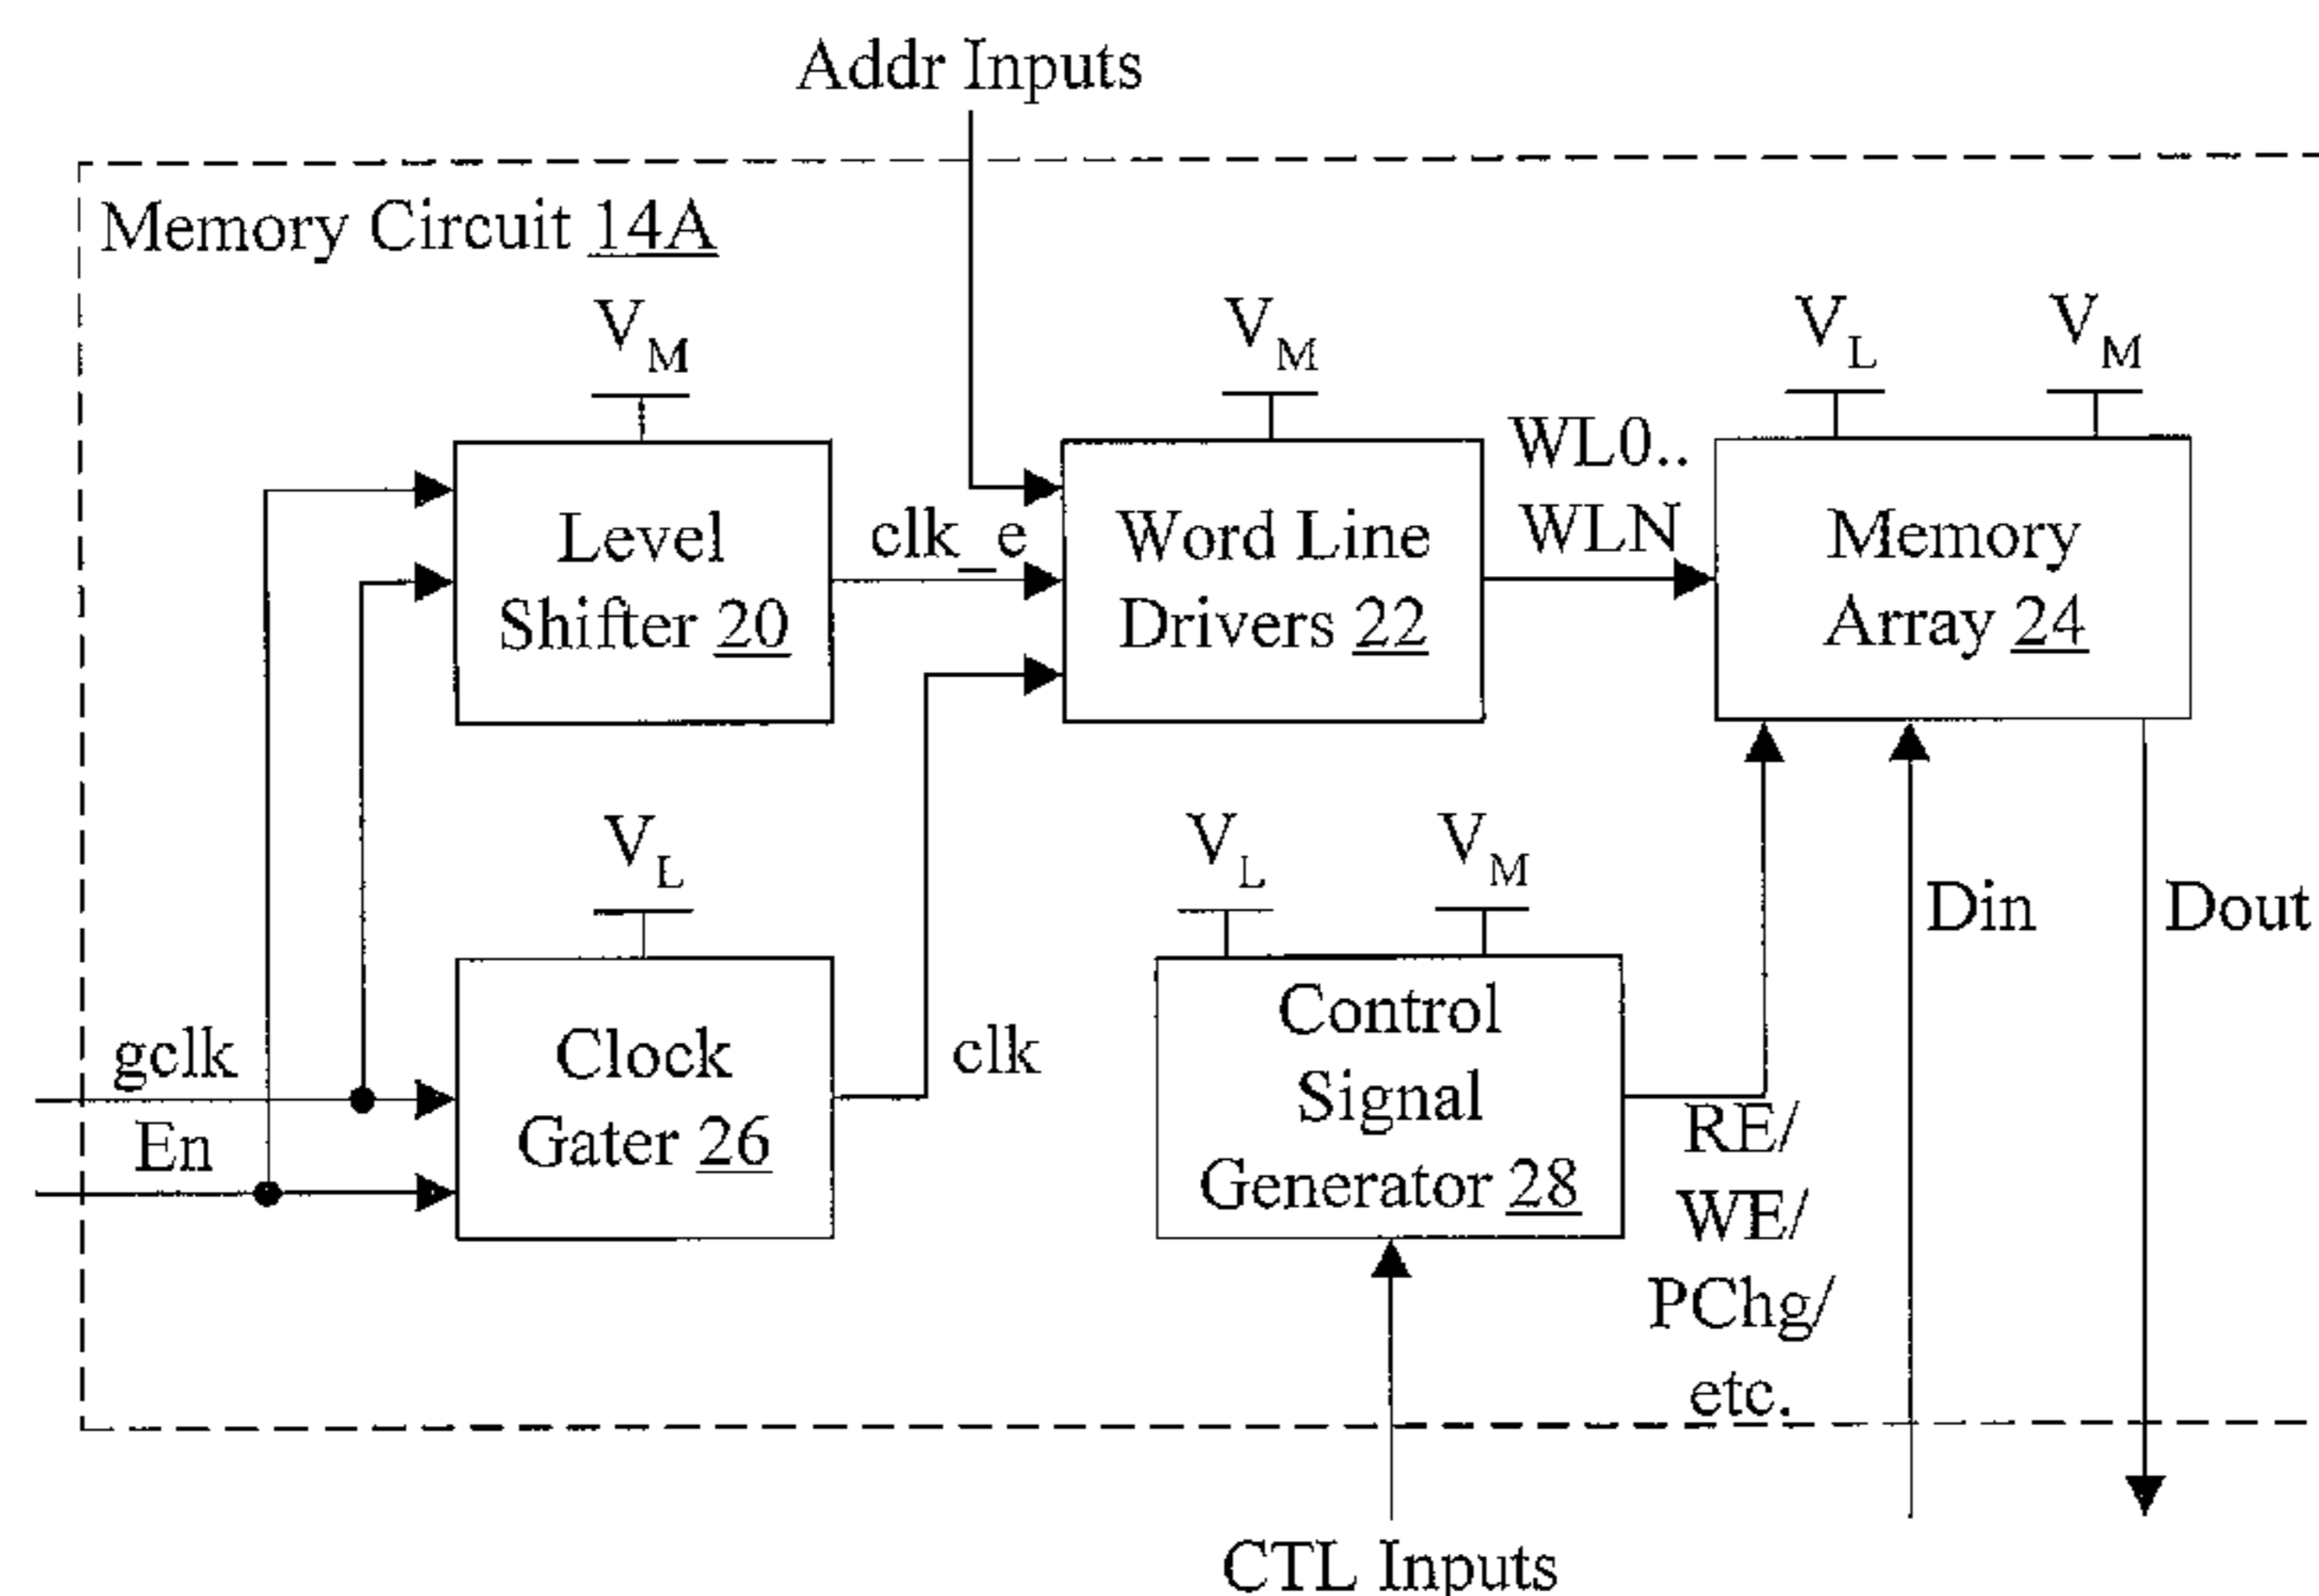 Addr Inputs
Memory Circuit 14A
VM
VM
VL
VM
Level
Shifter 20
clk_e
Word Line
Drivers 22
WL0..
WLN
Memory
Array 24
VL
VL
VM
Din
Dout
gclk
En
Clock
Gater 26
clk
Control
Signal
Generator 28
RE/
WE/
PChg/
etc.
CTL Inputs